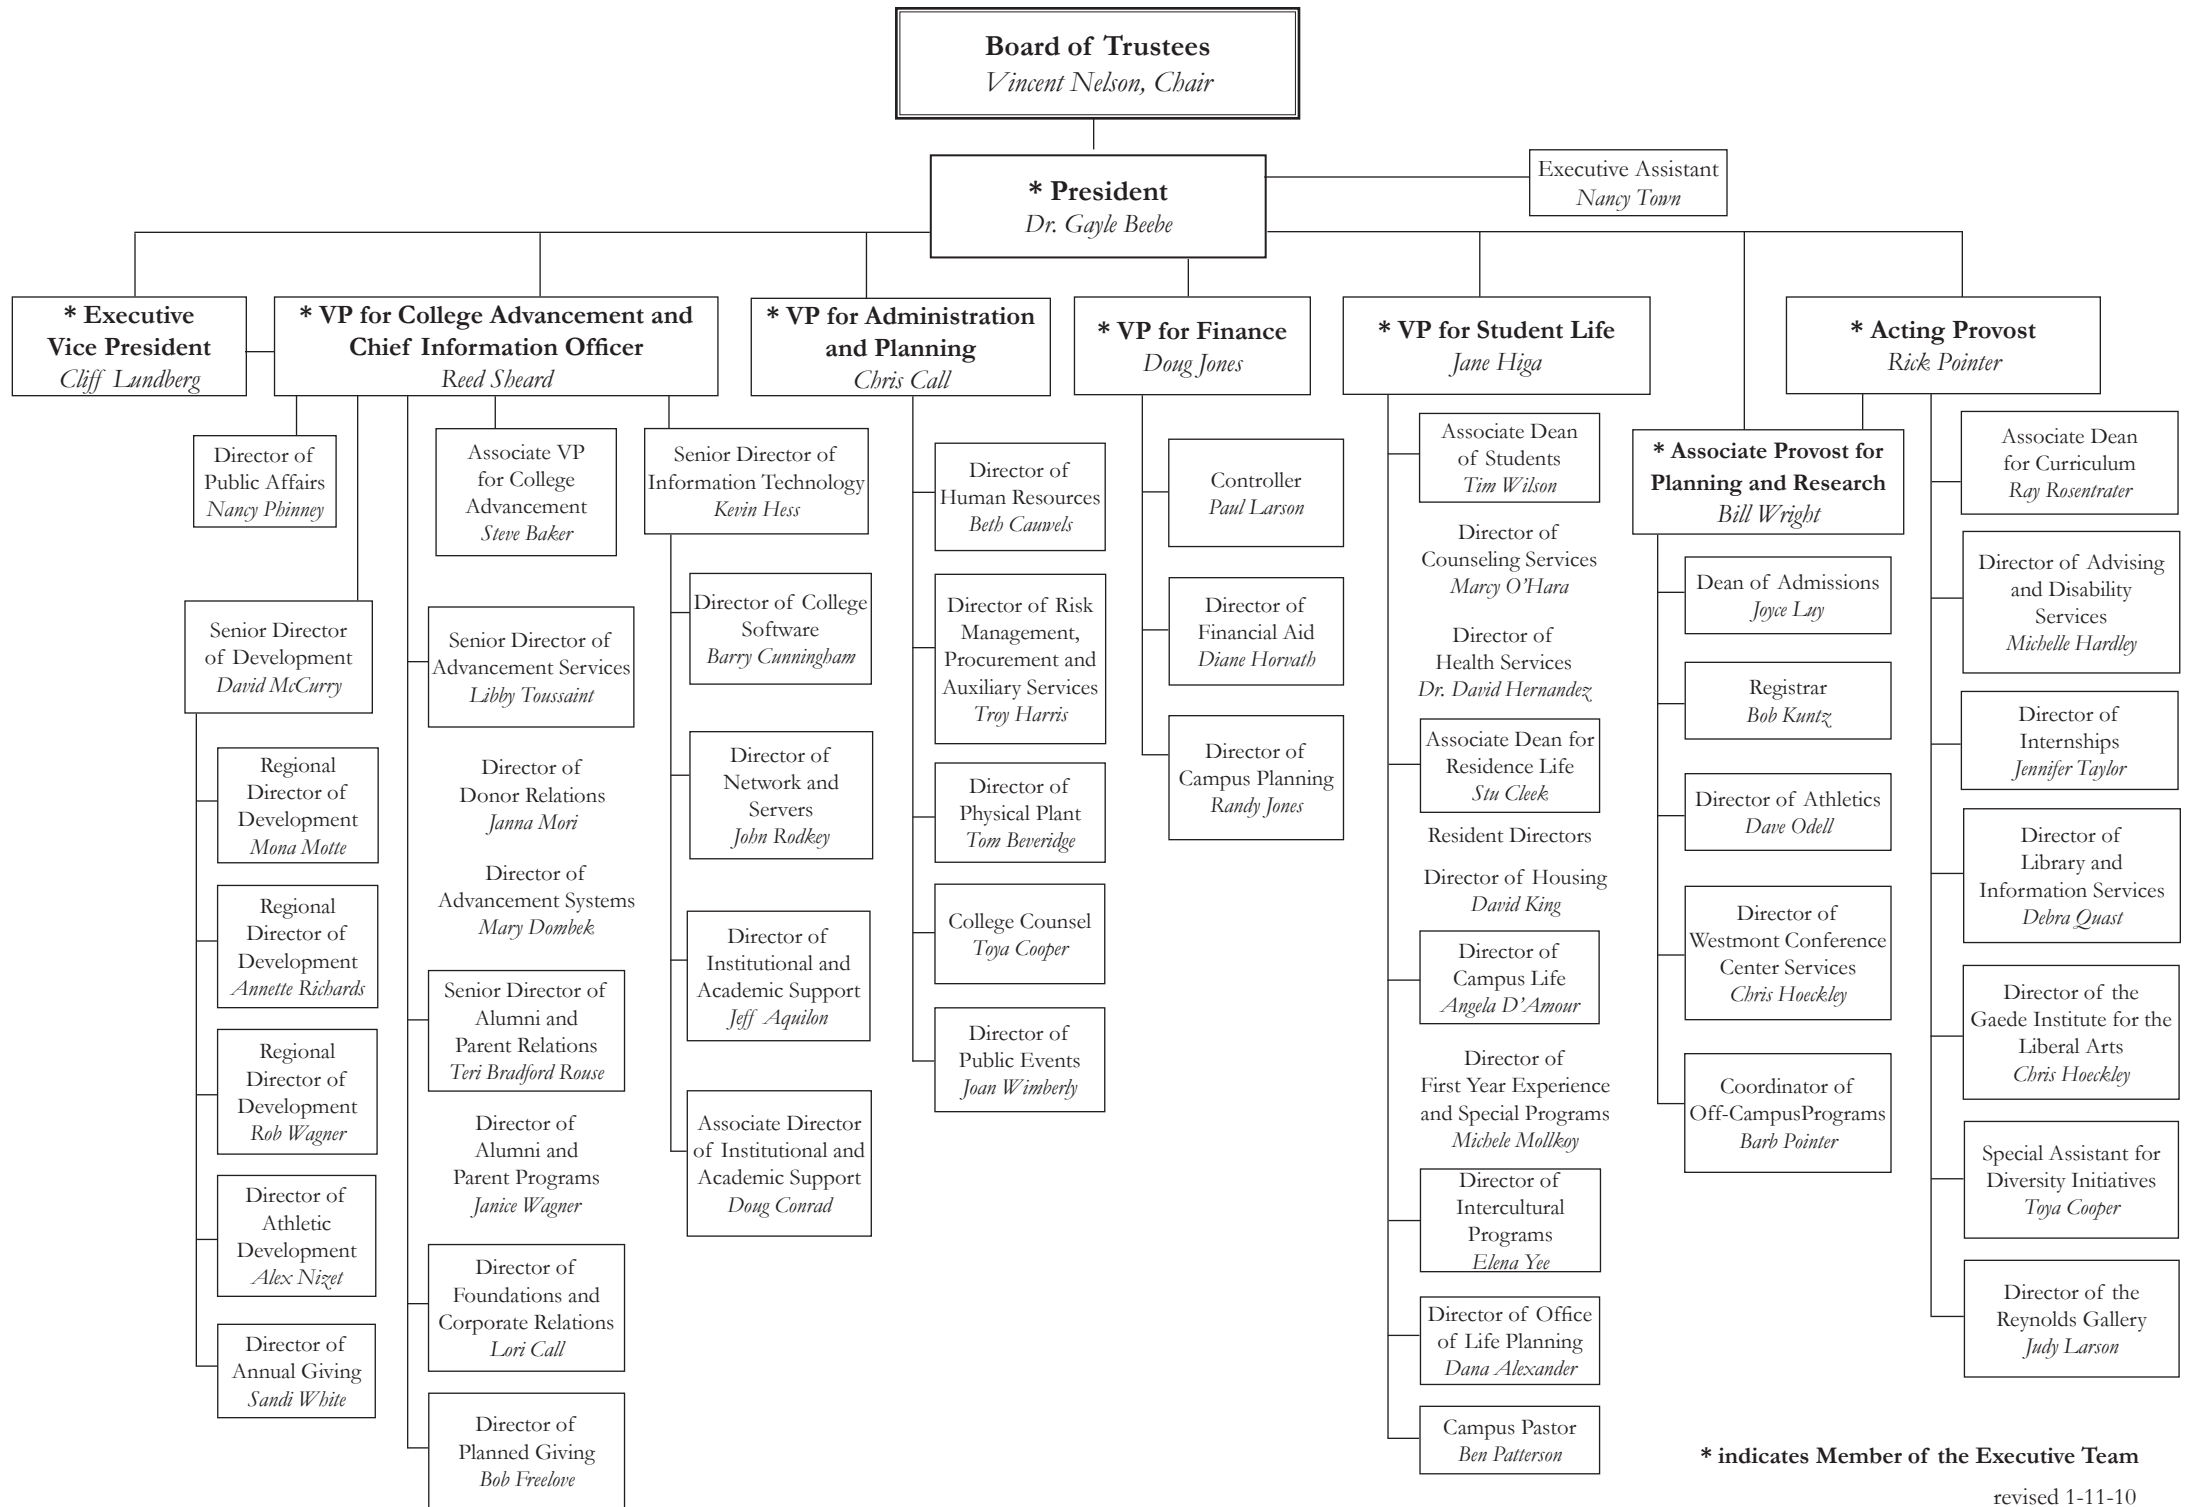 Board of Trustees
Vincent Nelson, Chair
* President
Dr. Gayle Beebe
Executive Assistant
Nancy Town
* Executive
Vice President
Cliff Lundberg
* VP for College Advancement and
Chief Information Officer
Reed Sheard
* VP for Administration
and Planning
Chris Call
* VP for Finance
Doug Jones
* VP for Student Life
Jane Higa
* Acting Provost
Rick Pointer
Director of
Public Affairs
Nancy Phinney
Senior Director
of Development
David McCurry
Regional
Director of
Development
Mona Motte
Regional
Director of
Development
Annette Richards
Regional
Director of
Development
Rob Wagner
Director of
Athletic
Development
Alex Nizet
Director of
Annual Giving
Sandi White
Associate VP
for College
Advancement
Steve Baker
Senior Director of
Advancement Services
Libby Toussaint
Director of
Donor Relations
Janna Mori
Director of
Advancement Systems
Mary Dombek
Senior Director of
Alumni and
Parent Relations
Teri Bradford Rouse
Director of
Alumni and
Parent Programs
Janice Wagner
Director of
Foundations and
Corporate Relations
Lori Call
Director of
Planned Giving
Bob Freelove
Senior Director of
Information Technology
Kevin Hess
Director of College
Software
Barry Cunningham
Director of
Network and
Servers
John Rodkey
Director of
Institutional and
Academic Support
Jeff Aquilon
Associate Director
of Institutional and
Academic Support
Doug Conrad
Director of
Human Resources
Beth Cauwels
Director of Risk
Management,
Procurement and
Auxiliary Services
Troy Harris
Director of
Physical Plant
Tom Beveridge
College Counsel
Toya Cooper
Director of
Public Events
Joan Wimberly
Controller
Paul Larson
Director of
Financial Aid
Diane Horvath
Director of
Campus Planning
Randy Jones
Associate Dean
of Students
Tim Wilson
Director of
Counseling Services
Marcy O'Hara
Director of
Health Services
Dr. David Hernandez
Associate Dean for
Residence Life
Stu Cleek
Resident Directors
Director of Housing
David King
Director of
Campus Life
Angela D'Amour
Director of
First Year Experience
and Special Programs
Michele Mollkoy
Director of
Intercultural
Programs
Elena Yee
Director of Office
of Life Planning
Dana Alexander
Campus Pastor
Ben Patterson
* Associate Provost for
Planning and Research
Bill Wright
Dean of Admissions
Joyce Luy
Registrar
Bob Kuntz
Director of Athletics
Dave Odell
Director of
Westmont Conference
Center Services
Chris Hoeckley
Coordinator of
Off-CampusPrograms
Barb Pointer
Associate Dean
for Curriculum
Ray Rosentrater
Director of Advising
and Disability
Services
Michelle Hardley
Director of
Internships
Jennifer Taylor
Director of
Library and
Information Services
Debra Quast
Director of the
Gaede Institute for the
Liberal Arts
Chris Hoeckley
Special Assistant for
Diversity Initiatives
Toya Cooper
Director of the
Reynolds Gallery
Judy Larson
* indicates Member of the Executive Team
revised 1-11-10